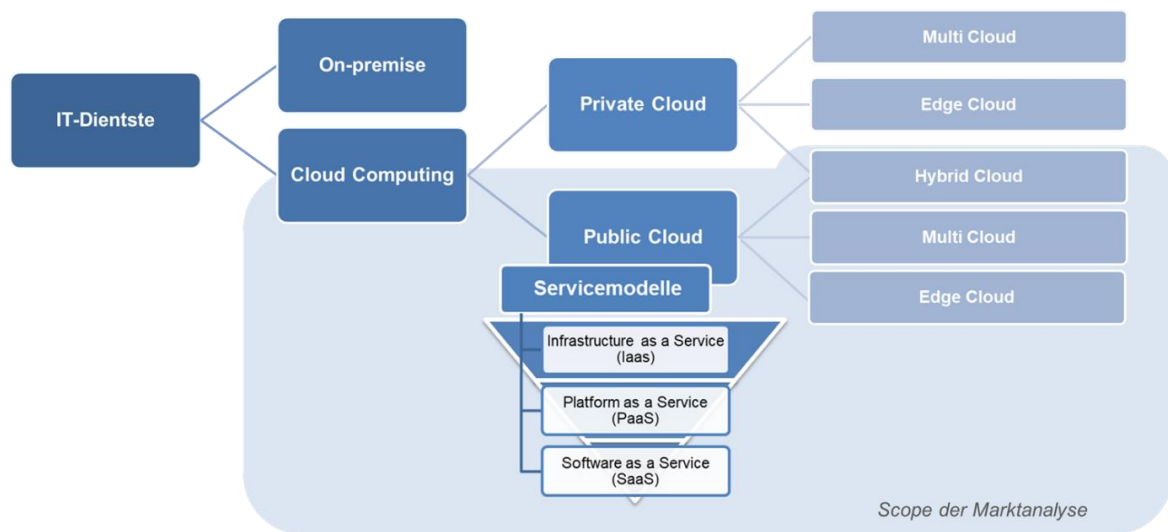 IT-Dientste
On-premise
Cloud Computing
Private Cloud
Public Cloud
Multi Cloud
Edge Cloud
Hybrid Cloud
Multi Cloud
Edge Cloud
Servicemodelle
Infrastructure as a Service
(Iaas)
Platform as a Service
(PaaS)
Software as a Service
(SaaS)
Scope der Marktanalyse